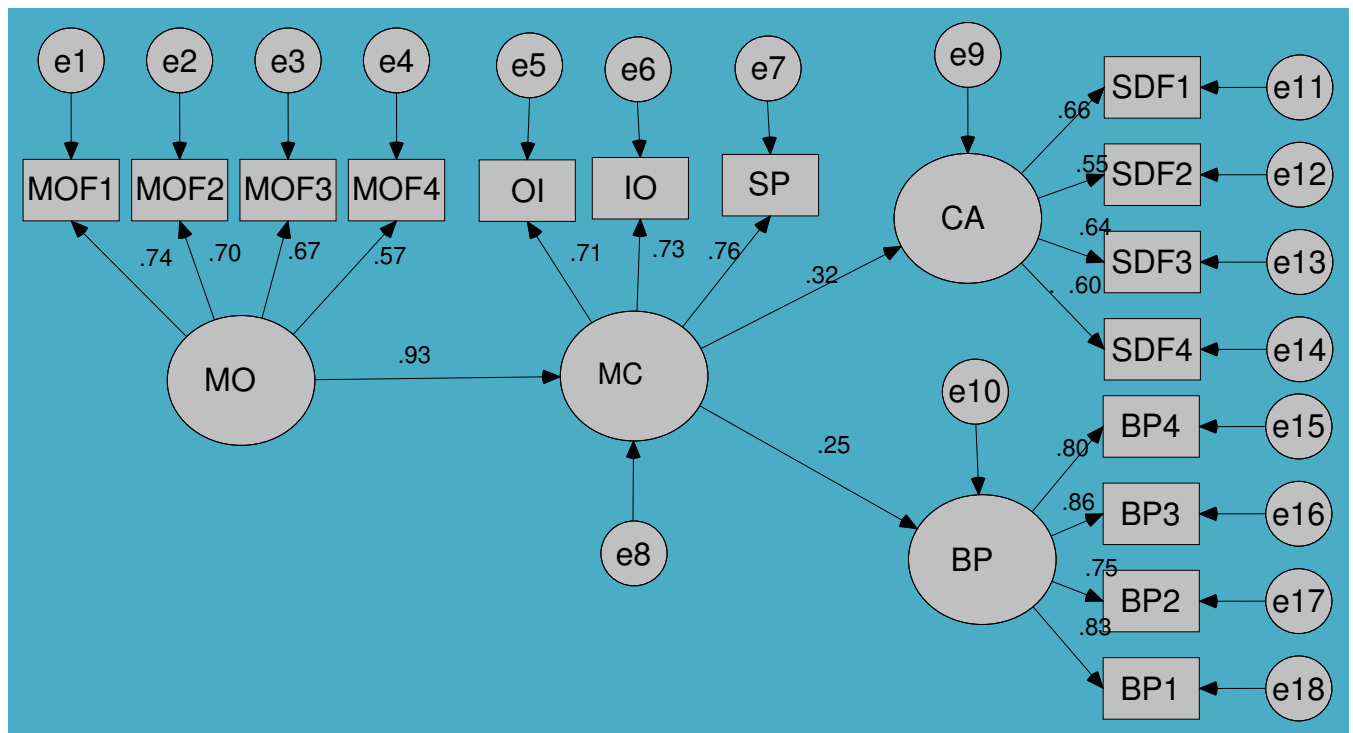 e1
e2
e3
e4
e5
e6
e7
e9
MOF1
MOF2
MOF3
MOF4
OI
IO
SP
CA
SDF1
e11
SDF2
e12
SDF3
e13
SDF4
e14
.66
.55
.64
. .60
.74
.70
.67
.57
.71
.73
.76
.32
MO
.93
MC
.25
e8
e10
BP
BP4
e15
BP3
e16
BP2
e17
BP1
e18
.80
.86
.75
.83